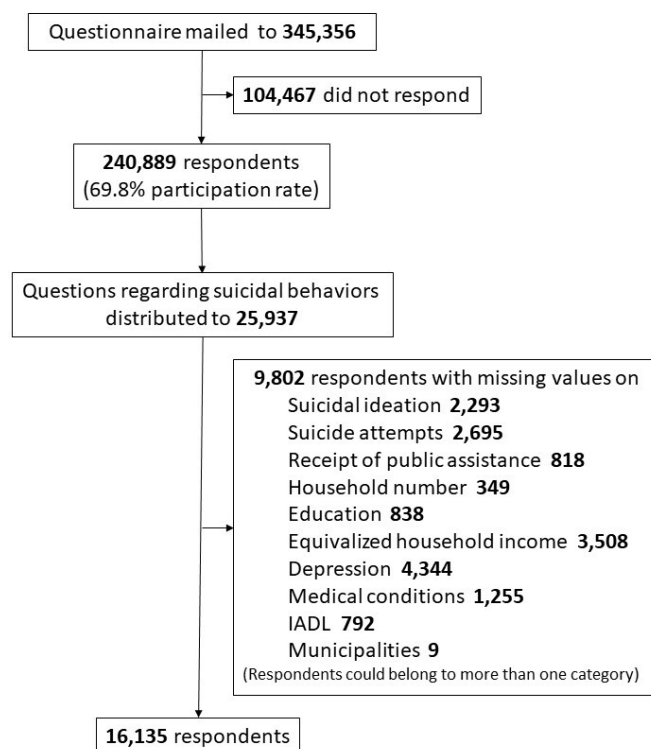 Questionnaire mailed to 345,356
104,467 did not respond
240,889 respondents
(69.8% participation rate)
Questions regarding suicidal behaviors
distributed to 25,937
9,802 respondents with missing values on
Suicidal ideation 2,293
Suicide attempts 2,695
Receipt of public assistance 818
Household number 349
Education 838
Equivalized household income 3,508
Depression 4,344
Medical conditions 1,255
IADL 792
Municipalities 9
(Respondents could belong to more than one category)
16,135 respondents